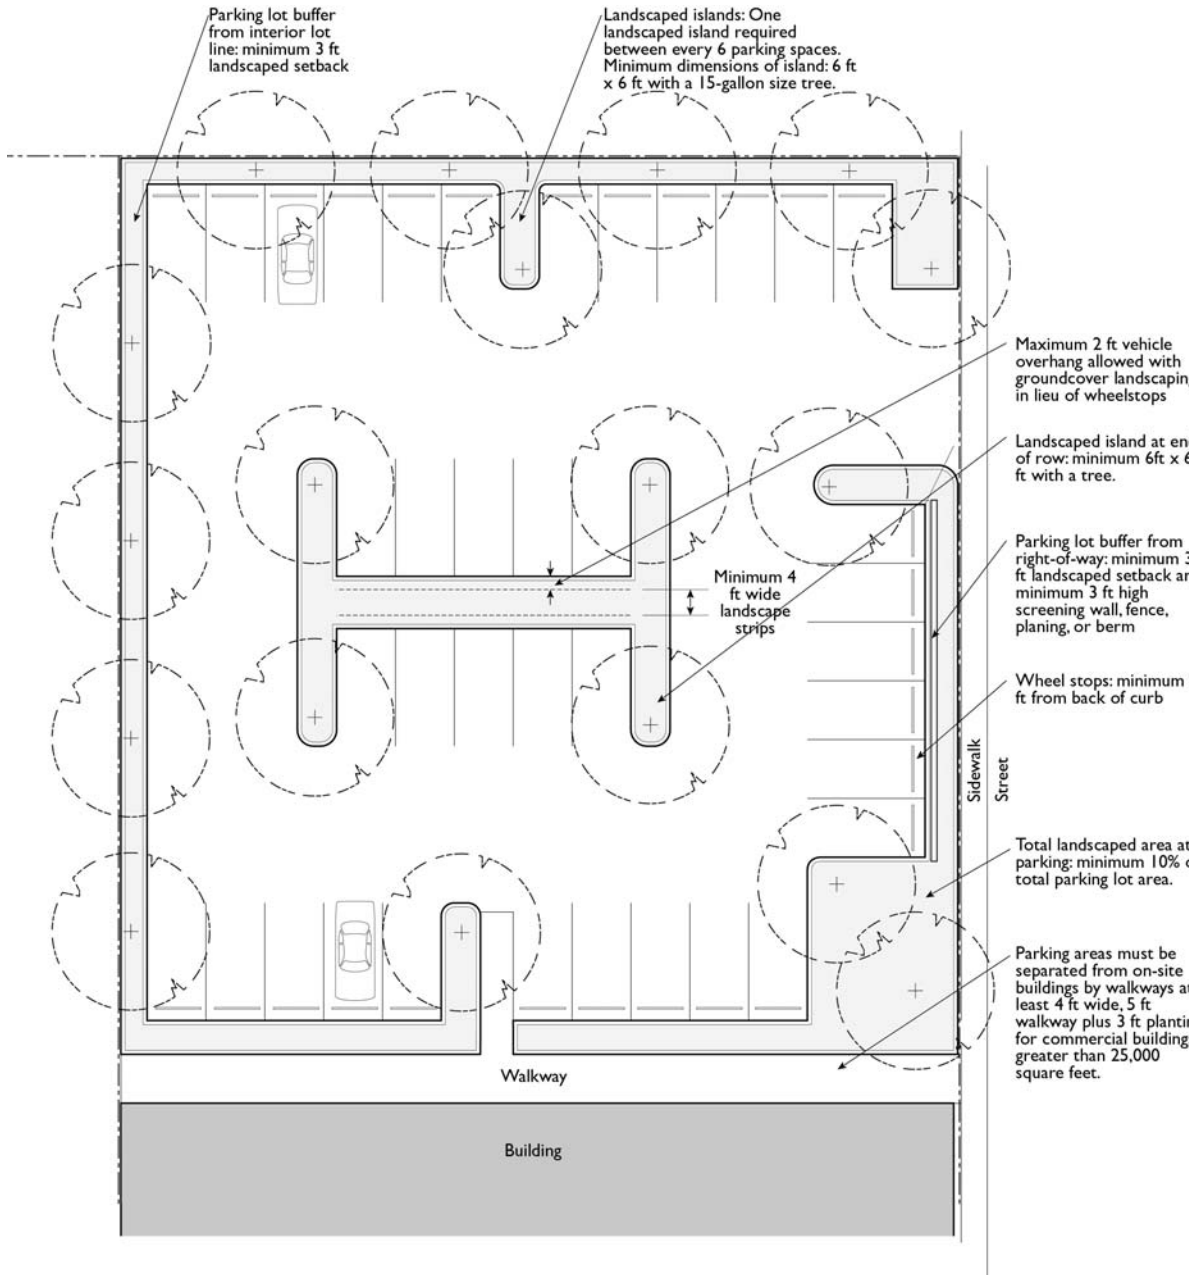 Parking lot buffer
from interior lot
line: minimum 3 ft
landscaped setback
Landscaped islands: One
landscaped island required
between every 6 parking spaces.
Minimum dimensions of island: 6 ft
x 6 ft with a 15-gallon size tree.
Maximum 2 ft vehicle
overhang allowed with
groundcover landscaping
in lieu of wheelstops
Landscaped island at
of row: minimum 6ft x 6
ft with a tree.
Parking lot buffer from
right-of-way: minimum 3
ft landscaped setback
minimum 3 ft high
screening wall, fence,
planing, or berm
Minimum 4
ft wide
landscape
strips
Wheel stops: minimum
ft from back of curb
Sidewalk
Street
Total landscaped area at
parking: minimum 10%
total parking lot area.
Parking areas must be
separated from on-site
buildings by walkways at
least 4 ft wide, 5 ft
walkway plus 3 ft
for commercial building
greater than 25,000
square feet.
Walkway
Building